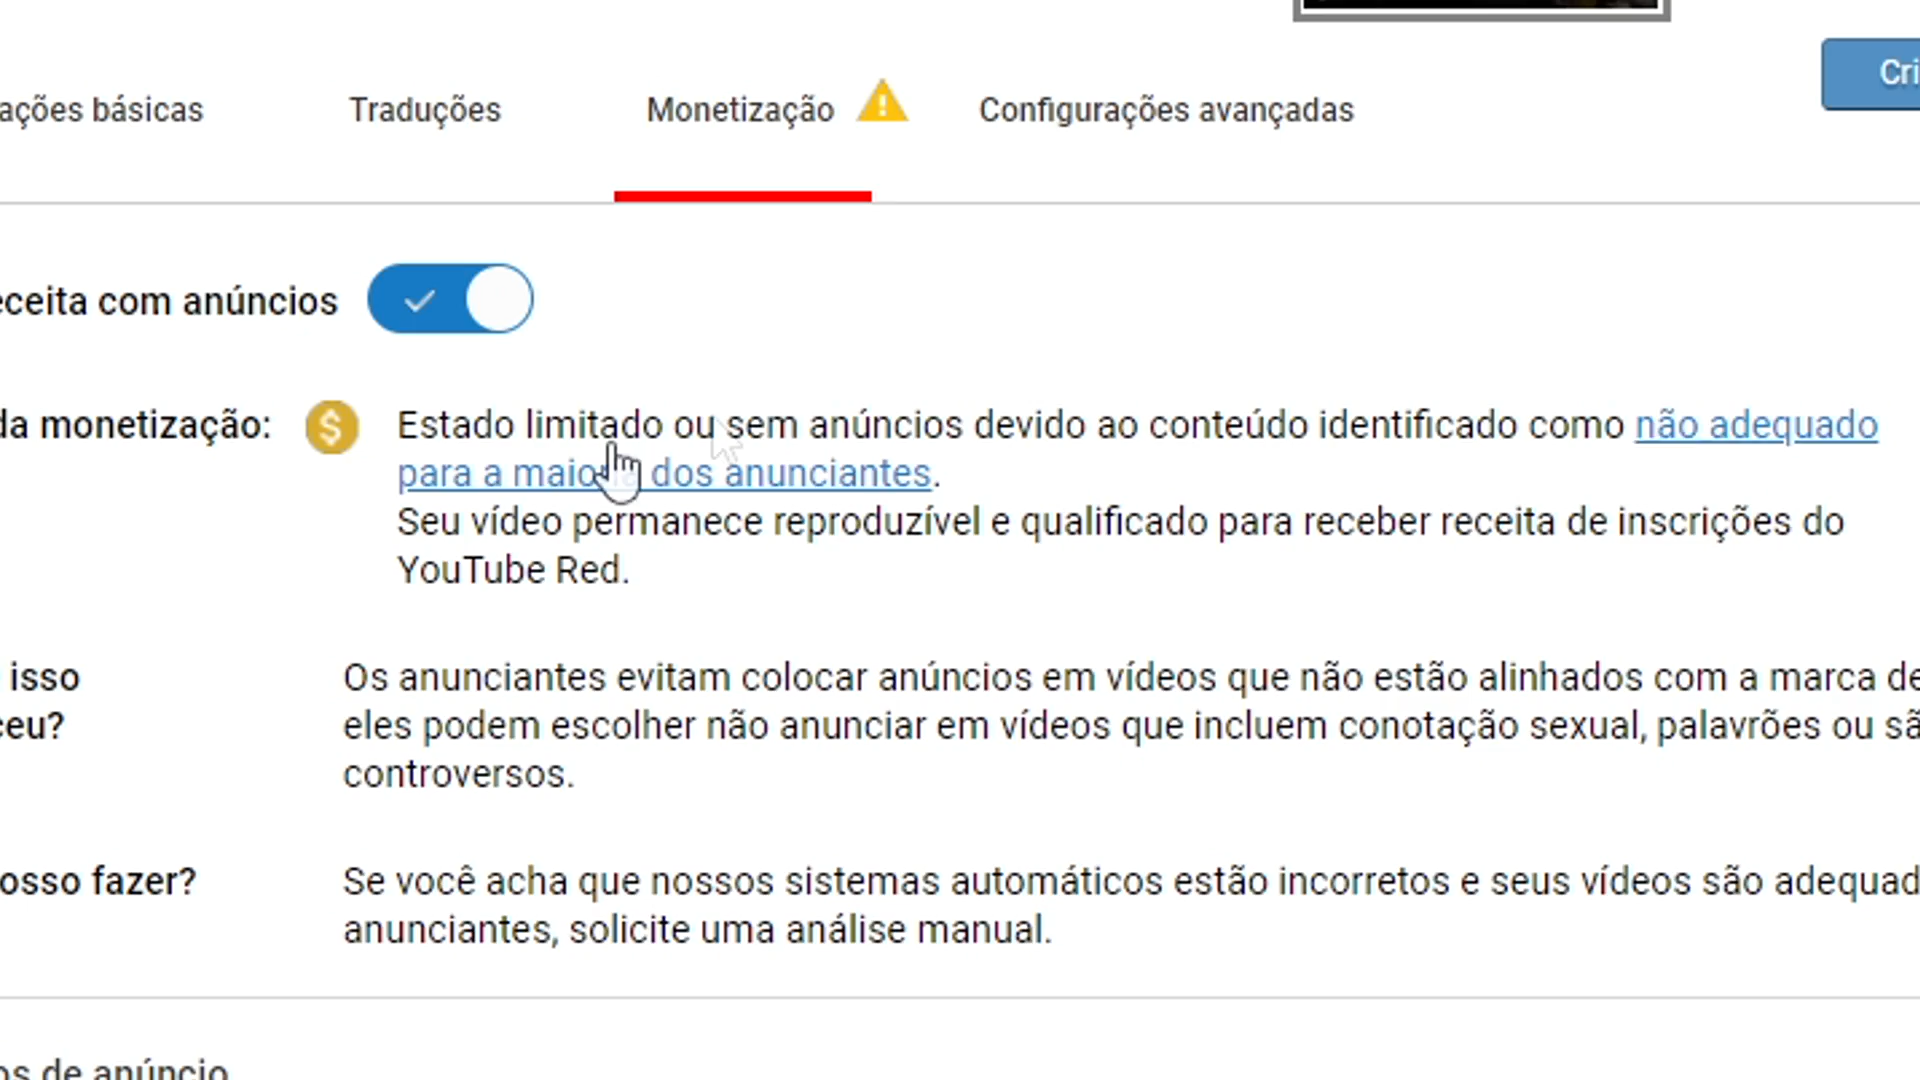 ações básicas Traduções Monetização Configurações avançadas Cri
eceita com anúncios
da monetização: Estado limitado ou sem anúncios devido ao conteúdo identificado como não adequado
para a maioria dos anunciantes.
Seu vídeo permanece reproduzível e qualificado para receber receita de inscrições do
YouTube Red.
isso Os anunciantes evitam colocar anúncios em vídeos que não estão alinhados com a marca de
ceu? eles podem escolher não anunciar em vídeos que incluem conotação sexual, palavrões ou sã
controversos.
osso fazer? Se você acha que nossos sistemas automáticos estão incorretos e seus vídeos são adequad
anunciantes, solicite uma análise manual.
os de anúncio